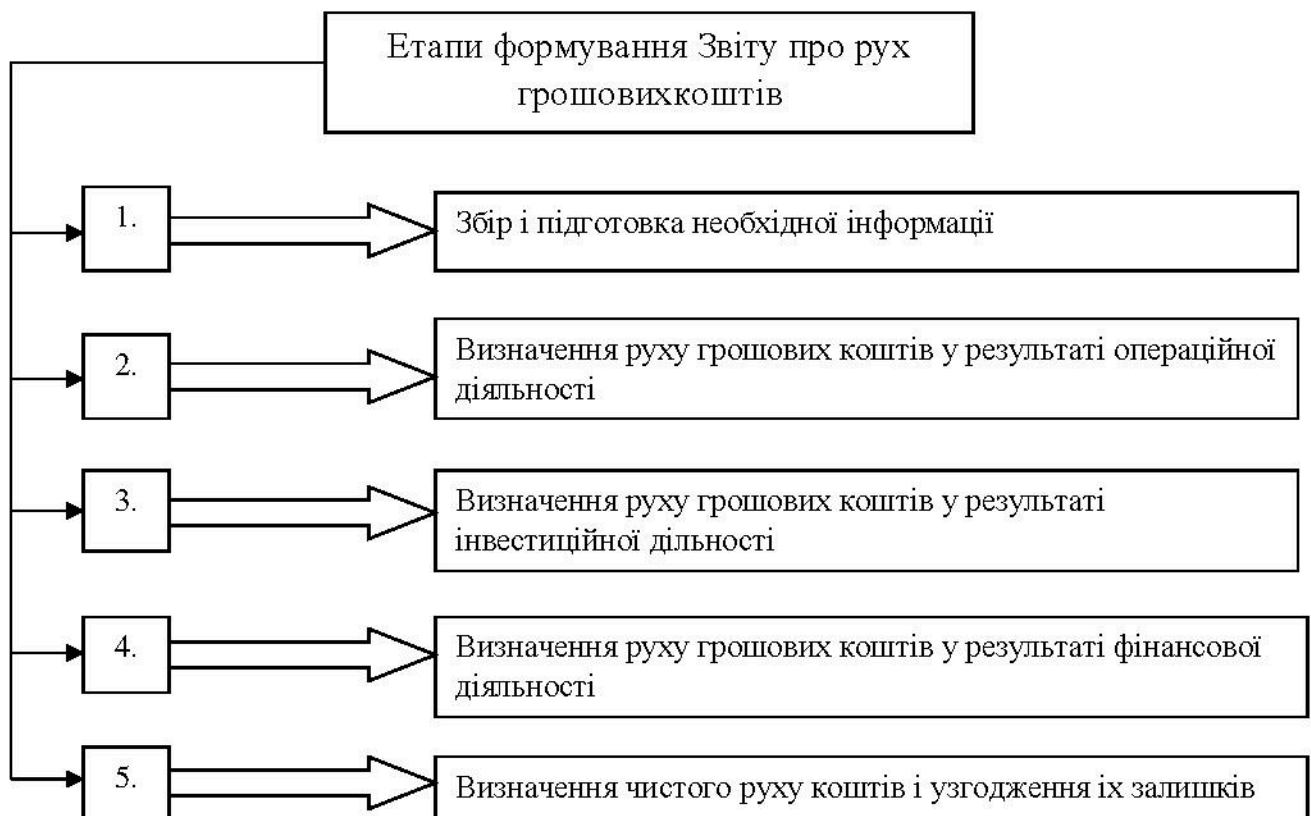 Етапи формування Звіту про рух
грошовихкоштів
1.
Збір і підготовка необхідної інформації
2.
Визначення руху грошових коштів у результаті операційної
діяльності
3.
Визначення руху грошових коштів у результаті
інвестиційної дільності
4.
Визначення руху грошових коштів у результаті фінансової
діяльності
5.
Визначення чистого руху коштів і узгодження іх залишків